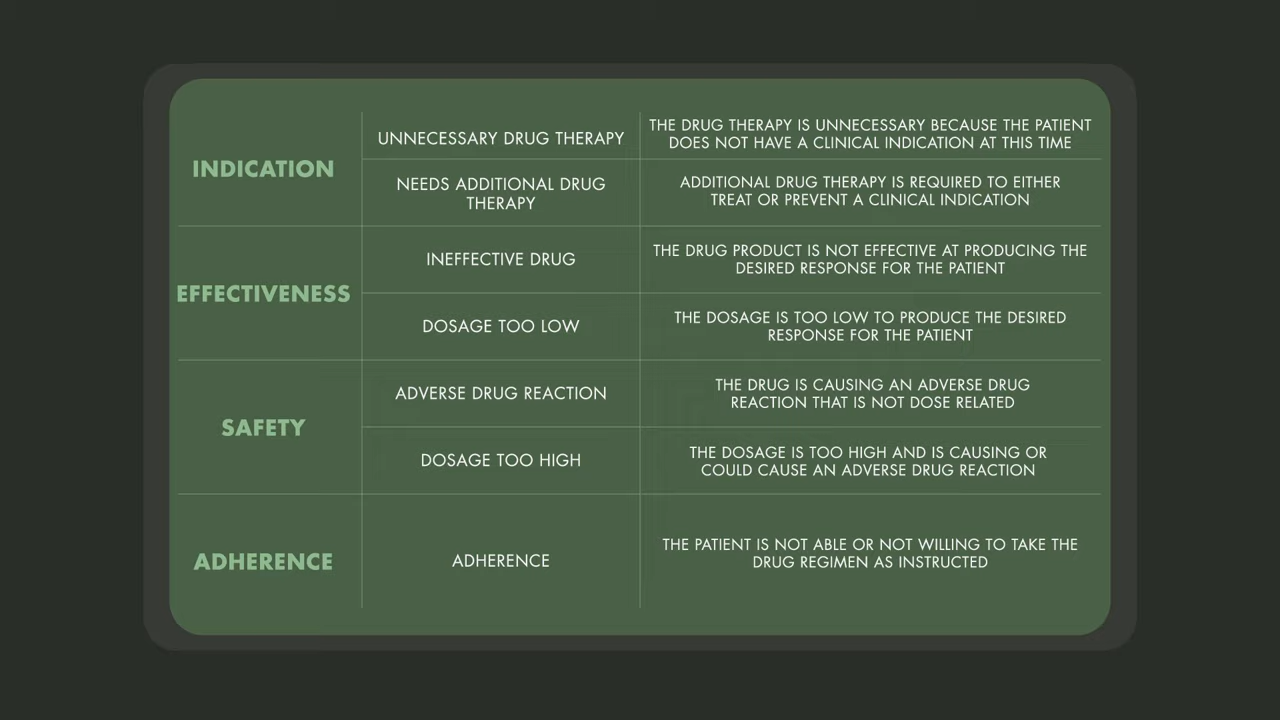 INDICATION
UNNECESSARY DRUG THERAPY
THE DRUG THERAPY IS UNNECESSARY BECAUSE THE PATIENT
DOES NOT HAVE A CLINICAL INDICATION AT THIS TIME
NEEDS ADDITIONAL DRUG
THERAPY
ADDITIONAL DRUG THERAPY IS REQUIRED TO EITHER
TREAT OR PREVENT A CLINICAL INDICATION
EFFECTIVENESS
INEFFECTIVE DRUG
THE DRUG PRODUCT IS NOT EFFECTIVE AT PRODUCING THE
DESIRED RESPONSE FOR THE PATIENT
DOSAGE TOO LOW
THE DOSAGE IS TOO LOW TO PRODUCE THE DESIRED
RESPONSE FOR THE PATIENT
SAFETY
ADVERSE DRUG REACTION
THE DRUG IS CAUSING AN ADVERSE DRUG
REACTION THAT IS NOT DOSE RELATED
DOSAGE TOO HIGH
THE DOSAGE IS TOO HIGH AND IS CAUSING OR
COULD CAUSE AN ADVERSE DRUG REACTION
ADHERENCE
ADHERENCE
THE PATIENT IS NOT ABLE OR NOT WILLING TO TAKE THE
DRUG REGIMEN AS INSTRUCTED